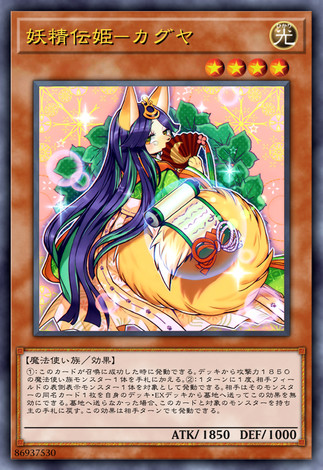 妖精伝姫－カグヤ
光
【魔法使い族／効果】
①:このカードが召喚に成功した時に発動できる。デッキから攻撃力１８５０
の魔法使い族モンスター１体を手札に加える。②:１ターンに１度、相手フィール
ドの表側表示モンスター１体を対象として発動できる。相手はそのモンスタ
ーの同名カード１枚を自身のデッキ・EXデッキから墓地へ送ってこの効果を無
効にできる。墓地へ送らなかった場合、このカードと対象のモンスターを持ち
主の手札に戻す。この効果は相手ターンでも発動できる。
ATK/ 1850 DEF/1000
86937530